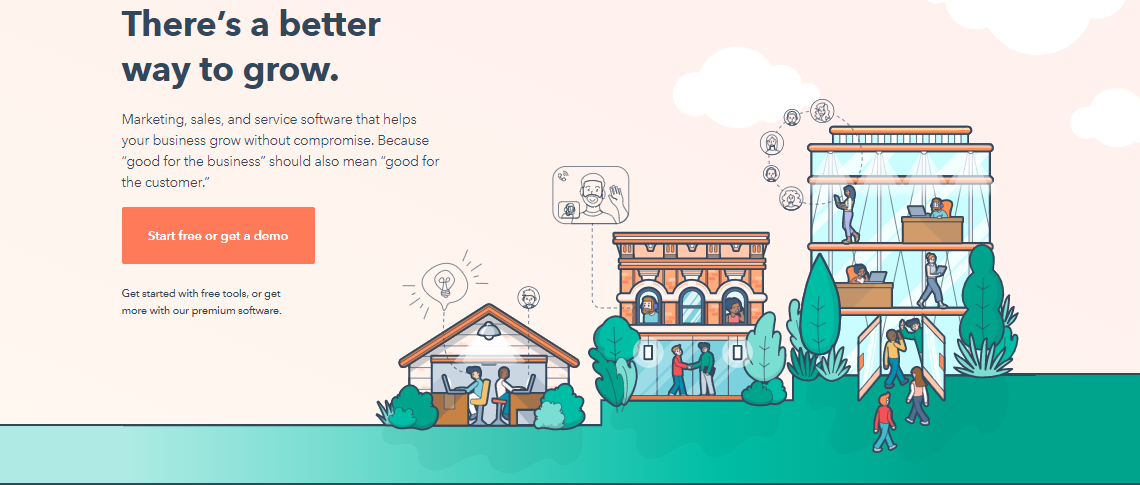 There’s a better
way to grow.
Marketing, sales, and service software that helps
your business grow without compromise. Because
“good for the business” should also mean “good for
the customer.”
Start free or get a demo
Get started with free tools, or get
more with our premium software.